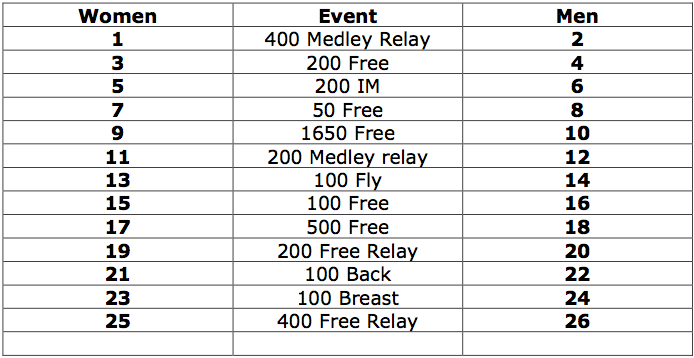 Women Event Men
1 400 Medley Relay 2
3 200 Free 4
5 200 IM 6
7 50 Free 8
9 1650 Free 10
11 200 Medley relay 12
13 100 Fly 14
15 100 Free 16
17 500 Free 18
19 200 Free Relay 20
21 100 Back 22
23 100 Breast 24
25 400 Free Relay 26